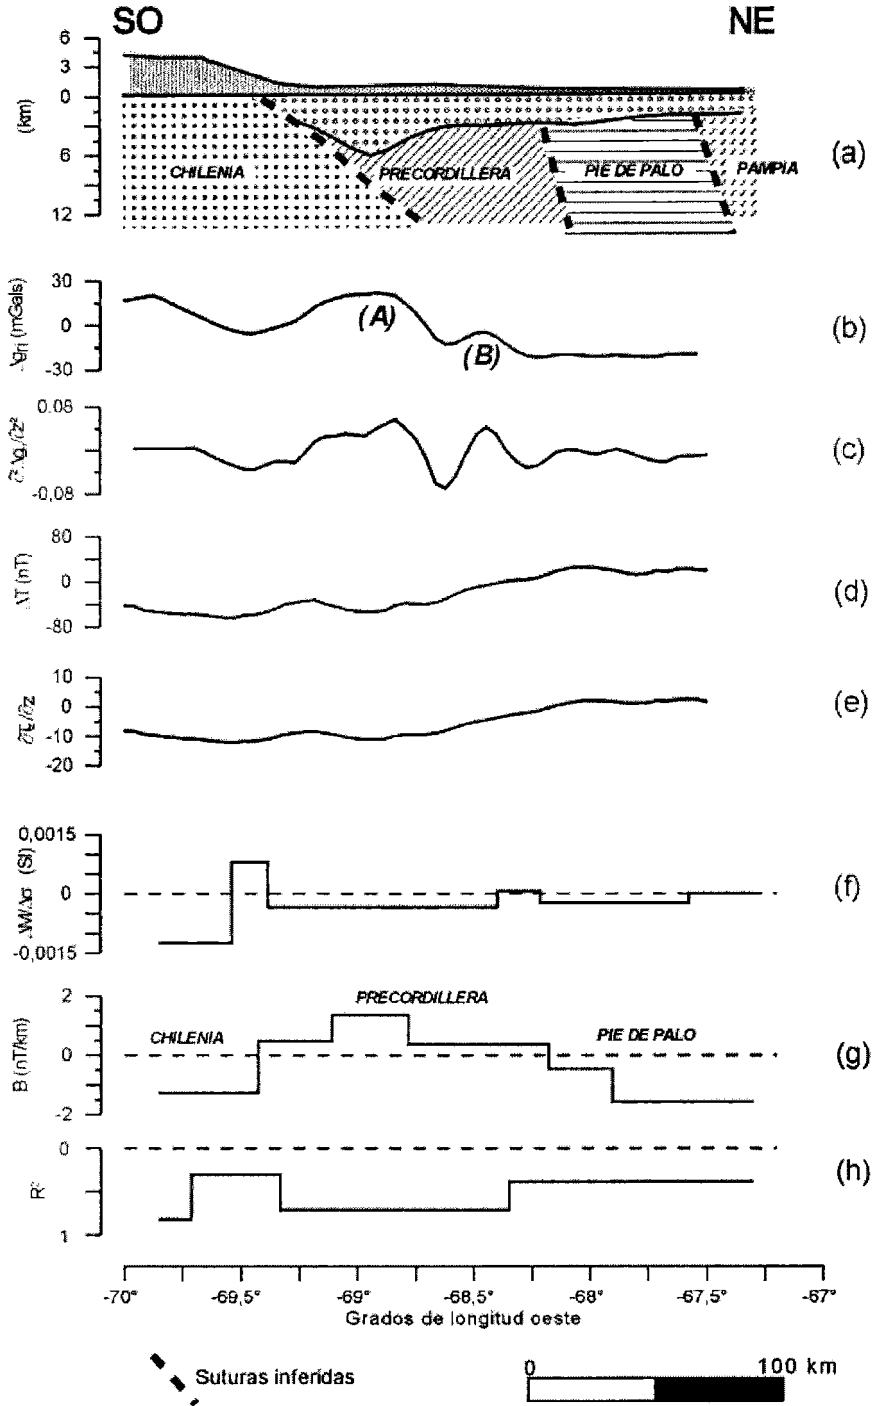 SO NE
6
3
0
6
12
(km)
CHILENIA PRECORDILLERA PIE DE PALO PAMPIA
(a)
30
0
-30
(mGals)
(A)
(B)
(b)
0.08
-0,08
(c)
80
0
-80
ΔT (nT)
(d)
10
0
-10
-20
(e)
0,0015
0
-0,0015
ΔM/Δσ (SI)
(f)
2
0
-2
B (nT/km)
CHILENIA PRECORDILLERA PIE DE PALO
(g)
0
1
R²
(h)
-70° -69,5° -69° -68,5° -68° -67,5° -67°
Grados de longitud oeste
Suturas inferidas
0 100 km